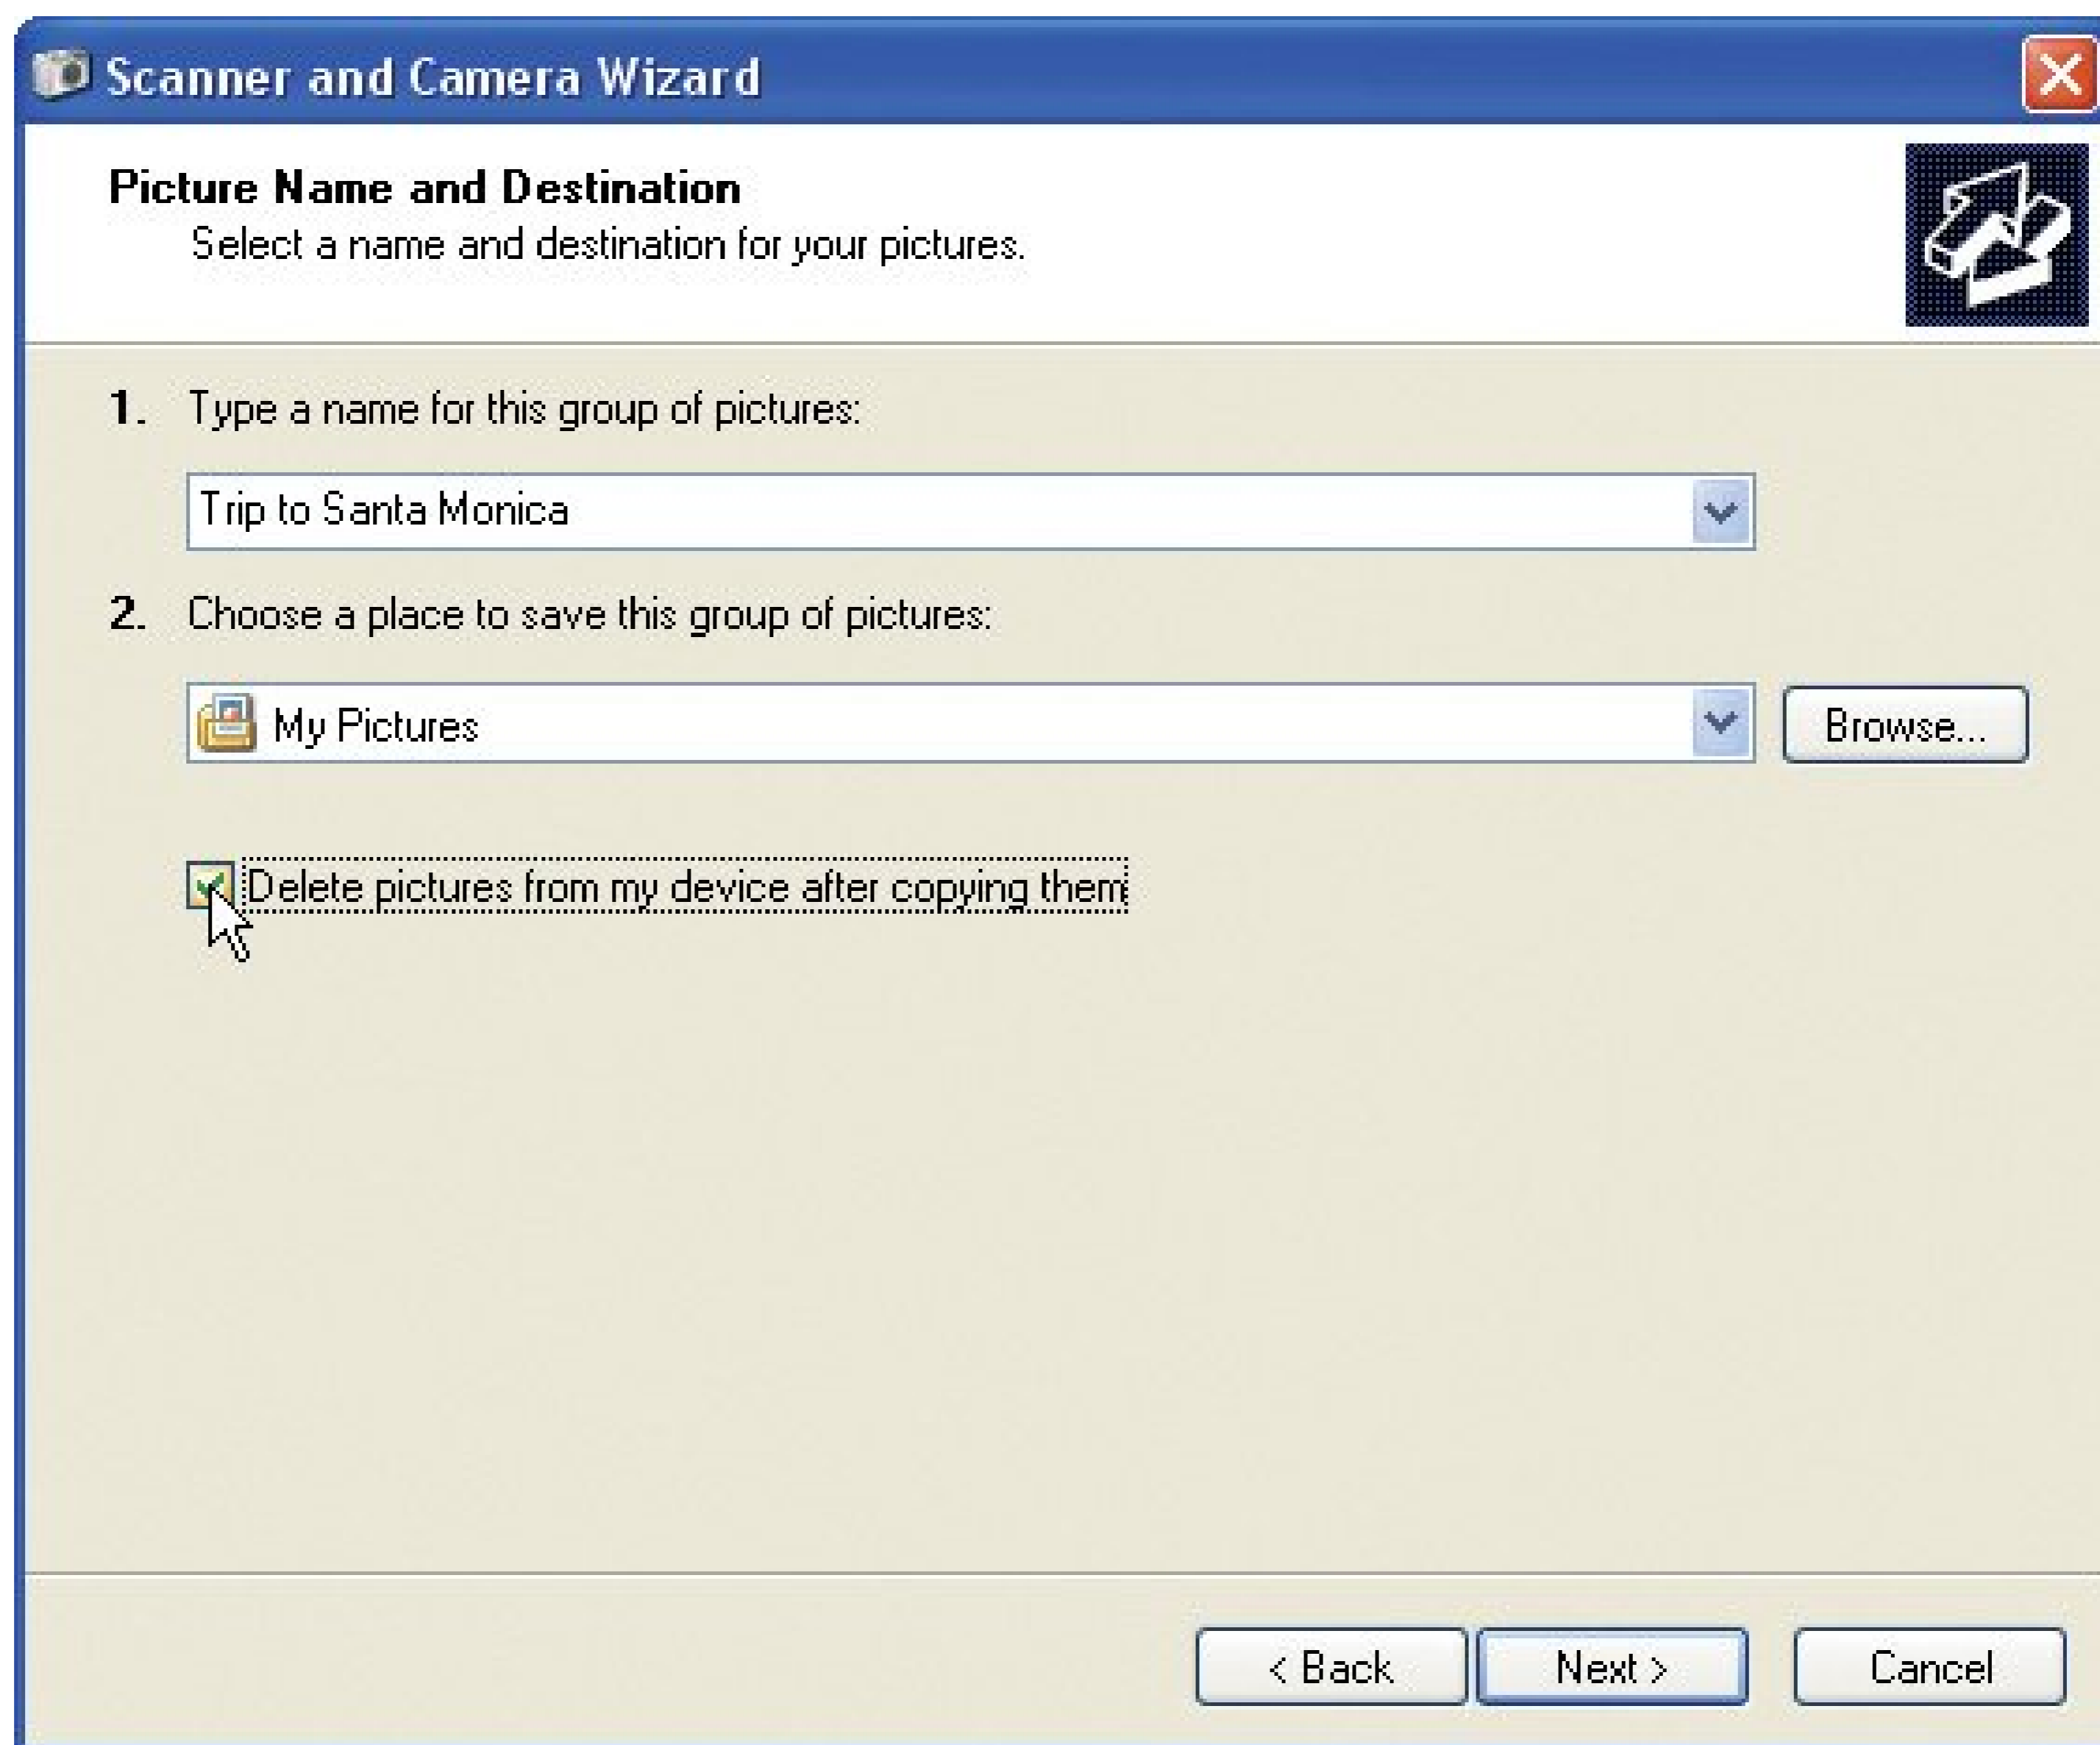 Scanner and Camera Wizard
Picture Name and Destination
Select a name and destination for your pictures.
1. Type a name for this group of pictures:
Trip to Santa Monica
2. Choose a place to save this group of pictures:
My Pictures
Browse...
Delete pictures from my device after copying them
< Back
Next >
Cancel